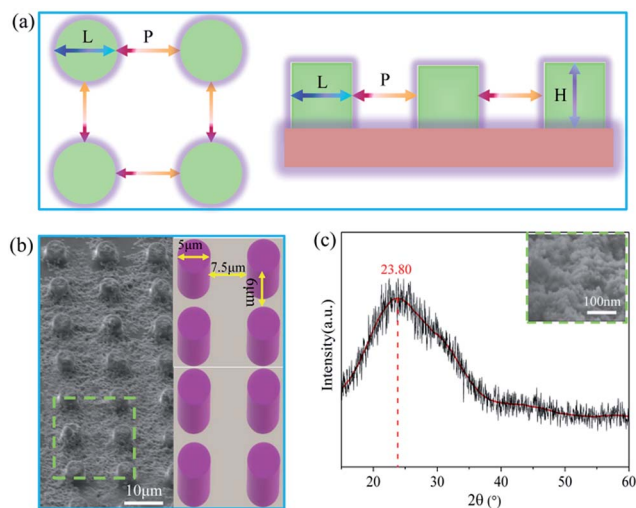 (a)
L
P
L
P
H
(b)
5μm
7.5μm
6μm
10μm
(c)
23.80
100nm
Intensity(a.u.)
20
30
40
50
60
2θ (°)